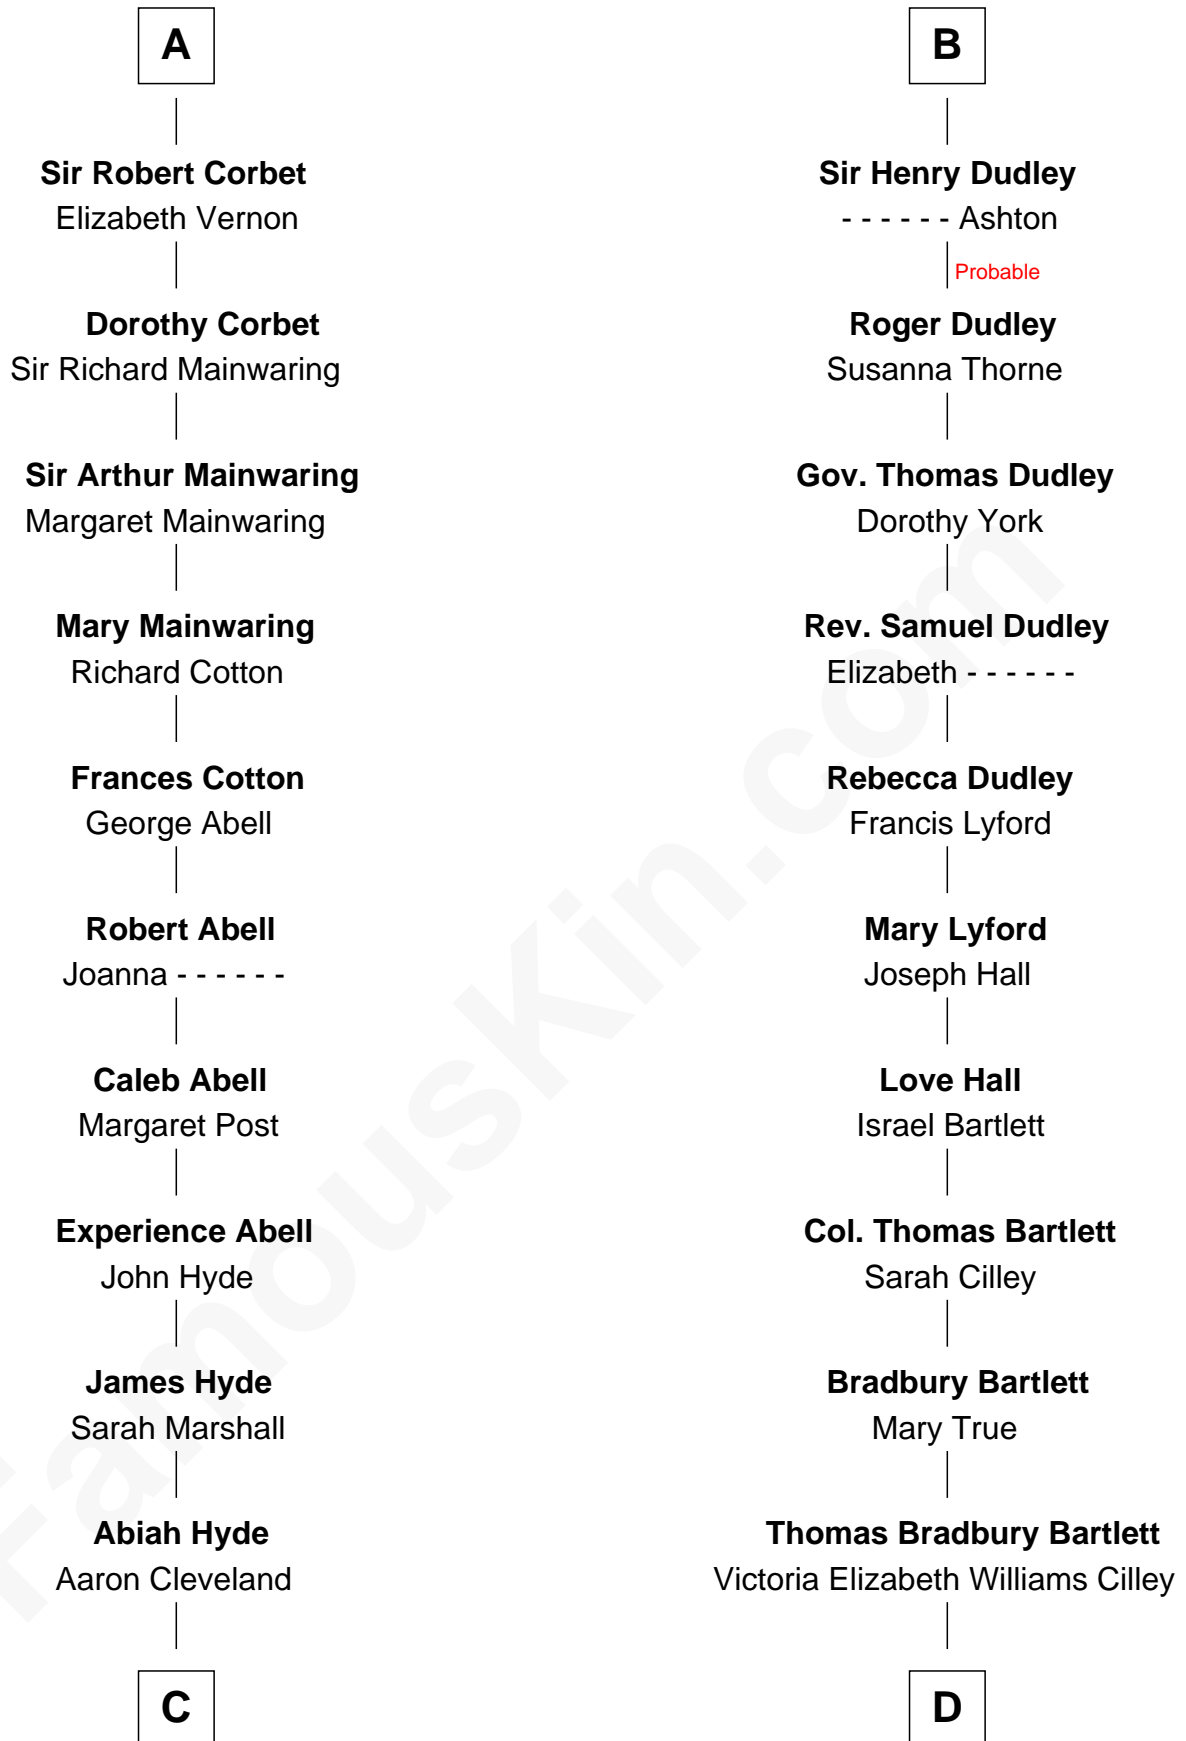 A
Sir Robert Corbet
Elizabeth Vernon
Dorothy Corbet
Sir Richard Mainwaring
Sir Arthur Mainwaring
Margaret Mainwaring
Mary Mainwaring
Richard Cotton
Frances Cotton
George Abell
Robert Abell
Joanna - - - - - -
Caleb Abell
Margaret Post
Experience Abell
John Hyde
James Hyde
Sarah Marshall
Abiah Hyde
Aaron Cleveland
C
B
Sir Henry Dudley
- - - - - - Ashton
Probable
Roger Dudley
Susanna Thorne
Gov. Thomas Dudley
Dorothy York
Rev. Samuel Dudley
Elizabeth - - - - - -
Rebecca Dudley
Francis Lyford
Mary Lyford
Joseph Hall
Love Hall
Israel Bartlett
Col. Thomas Bartlett
Sarah Cilley
Bradbury Bartlett
Mary True
Thomas Bradbury Bartlett
Victoria Elizabeth Williams Cilley
D
FamousKin.com